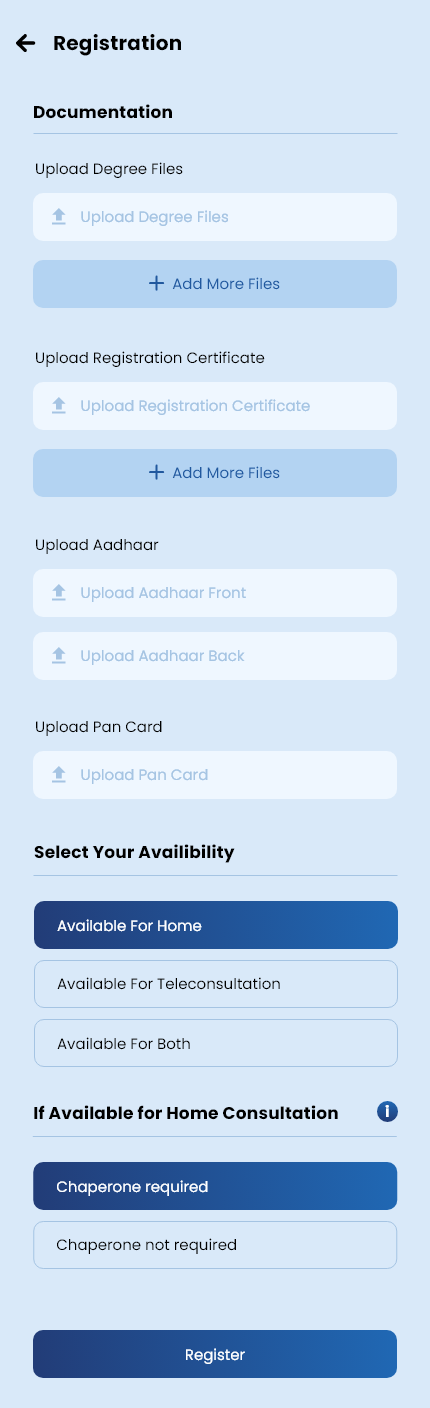 Registration
Documentation
Upload Degree Files
Upload Degree Files
Add More Files
Upload Registration Certificate
Upload Registration Certificate
Add More Files
Upload Aadhaar
Upload Aadhaar Front
Upload Aadhaar Back
Upload Pan Card
Upload Pan Card
Select Your Availibility
Available For Home
Available For Teleconsultation
Available For Both
If Available for Home Consultation
Chaperone required
Chaperone not required
Register